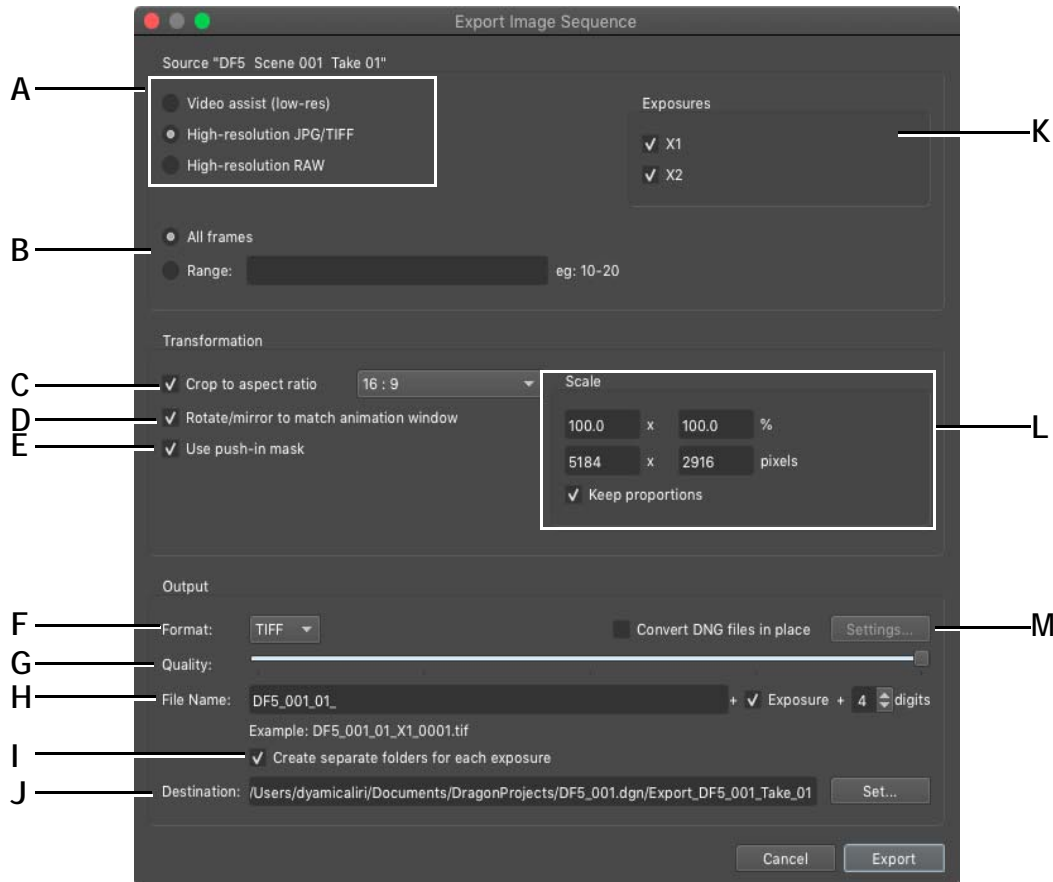 Export Image Sequence
Source "DF5 Scene 001 Take 01"
A
Video assist (low-res)
High-resolution JPG/TIFF
High-resolution RAW
Exposures
X1
X2
K
B
All frames
Range:
eg: 10-20
Transformation
C
Crop to aspect ratio
16 : 9
D
Rotate/mirror to match animation window
E
Use push-in mask
Scale
100.0 x 100.0 %
5184 x 2916 pixels
Keep proportions
L
Output
F
Format: TIFF
Convert DNG files in place
Settings...
M
G
Quality:
H
File Name: DF5_001_01_ + Exposure + 4 digits
Example: DF5_001_01_X1_0001.tif
I
Create separate folders for each exposure
J
Destination: /Users/dyamicaliri/Documents/DragonProjects/DF5_001.dgn/Export_DF5_001_Take_01 Set...
Cancel Export